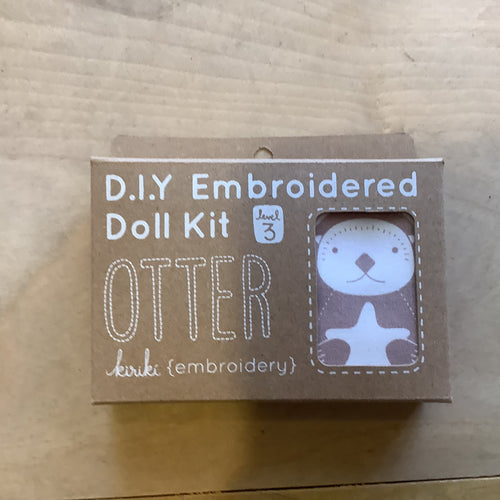 D.I.Y Embroidered
Doll Kit level 3
OTTER
kiriki {embroidery}